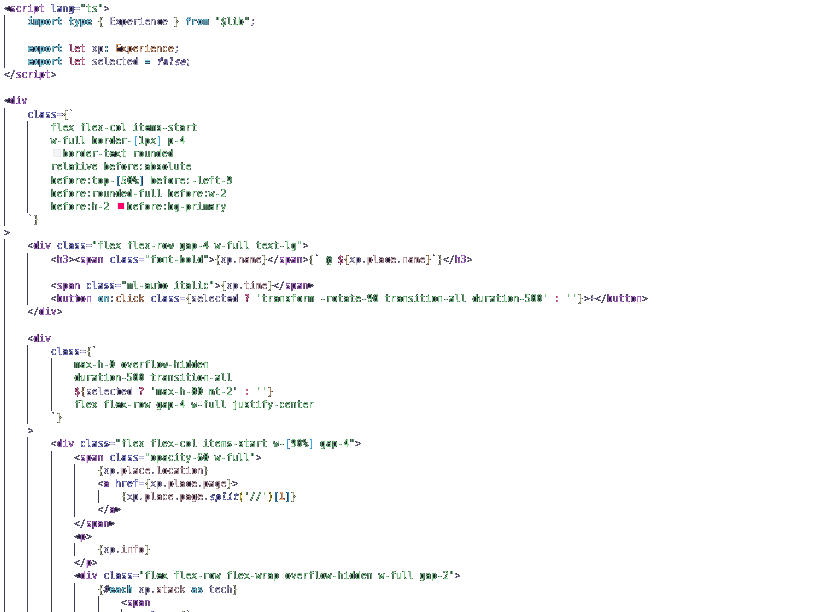 <script lang="ts">
import type { Experience } from "$lib";
export let xp: Experience;
export let selected = false;
</script>
<div
class={`
flex flex-col items-start
w-full border-[1px] p-4
border-text rounded
relative before:absolute
before:top-[50%] before:-left-9
before:rounded-full before:w-2
before:h-2 before:bg-primary
`}
>
<div class="flex flex-row gap-4 w-full text-lg">
<h3><span class="font-bold">{xp.name}</span>{` @ ${xp.place.name}`}</h3>
<span class="ml-auto italic">{xp.time}</span>
<button on:click class={selected ? 'transform -rotate-90 transition-all duration-500' : ''}></button>
</div>
<div
class={`
max-h-0 overflow-hidden
duration-500 transition-all
${selected ? 'max-h-80 mt-2' : ''}
flex flex-row gap-4 w-full justify-center
`}
>
<div class="flex flex-col items-start w-[90%] gap-4">
<span class="opacity-60 w-full">
{xp.place.location}
<a href={xp.place.page}>
{xp.place.page.split('//')[1]}
</a>
</span>
<p>
{xp.info}
</p>
<div class="flex flex-row flex-wrap overflow-hidden w-full gap-2">
{#each xp.stack as tech}
<span